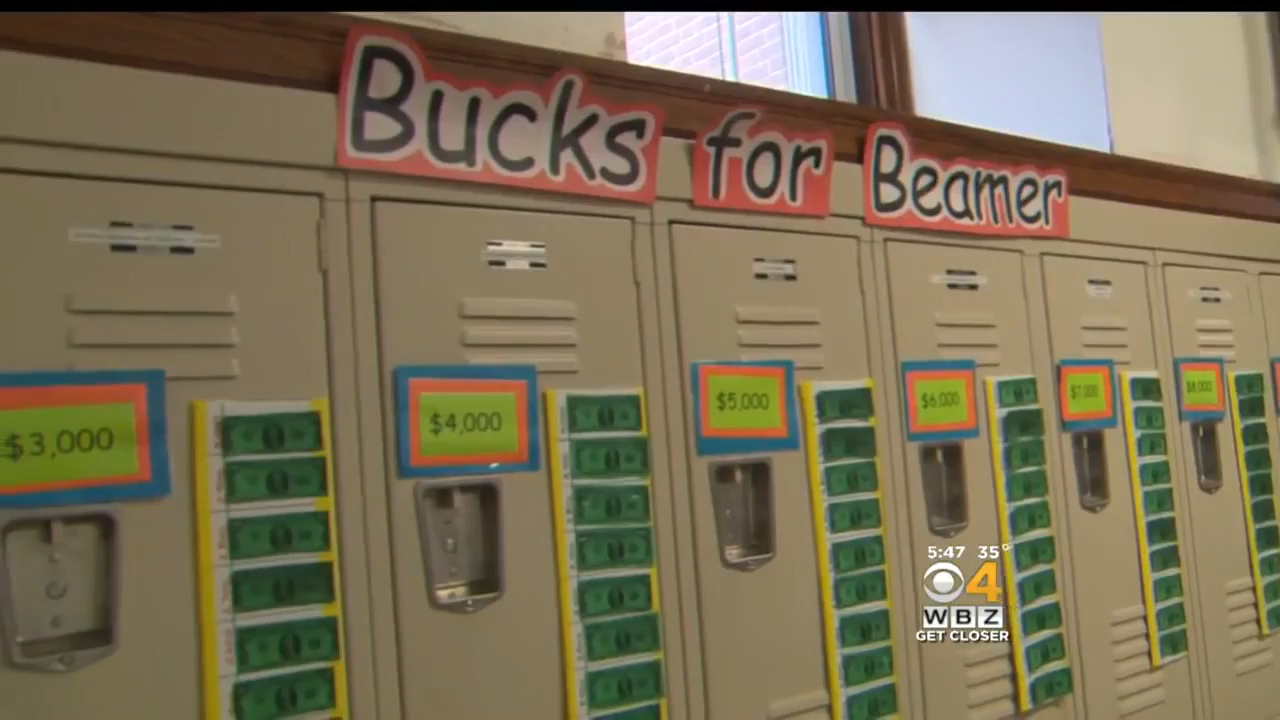 Bucks for Beamer
$3,000
$4,000
$5,000
$6,000
$7,000
$8,000
5:47 35°
4
WBZ
GET CLOSER